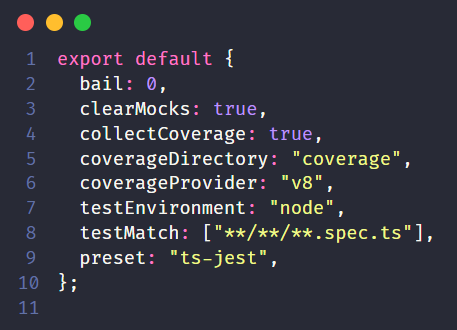 1 export default {
2   bail: 0,
3   clearMocks: true,
4   collectCoverage: true,
5   coverageDirectory: "coverage",
6   coverageProvider: "v8",
7   testEnvironment: "node",
8   testMatch: ["**/**/**.spec.ts"],
9   preset: "ts-jest",
10 };
11